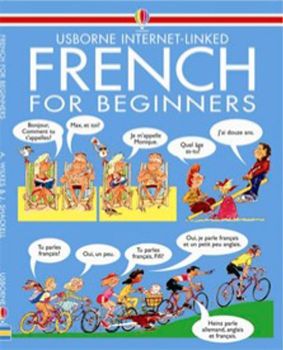 USBORNE INTERNET-LINKED
FRENCH
FOR BEGINNERS
Bonjour,
Comment tu
t'appelles?
Max, et toi?
Je m'appelle
Monique.
Quel âge
as-tu?
J'ai douze ans.
Tu parles
français?
Oui, un peu.
Tu parles
français, Fifi?
Oui, je parle français
et un petit peu anglais.
Heinz parle
allemand, anglais
et français.
FRENCH FOR BEGINNERS
A. WILKES & J. SHACKELL
USBORNE